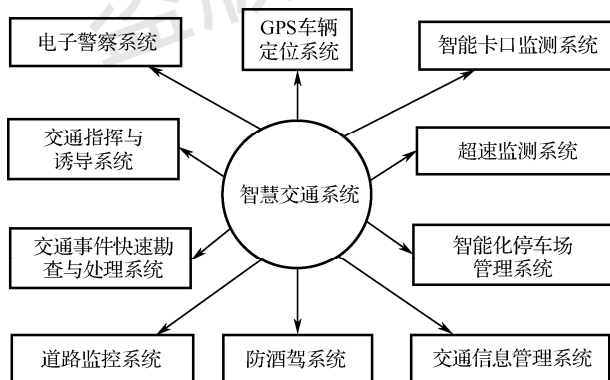 电子警察系统
GPS车辆
定位系统
智能卡口监测系统
交通指挥与
诱导系统
超速监测系统
智慧交通系统
交通事件快速勘
查与处理系统
智能化停车场
管理系统
道路监控系统
防酒驾系统
交通信息管理系统